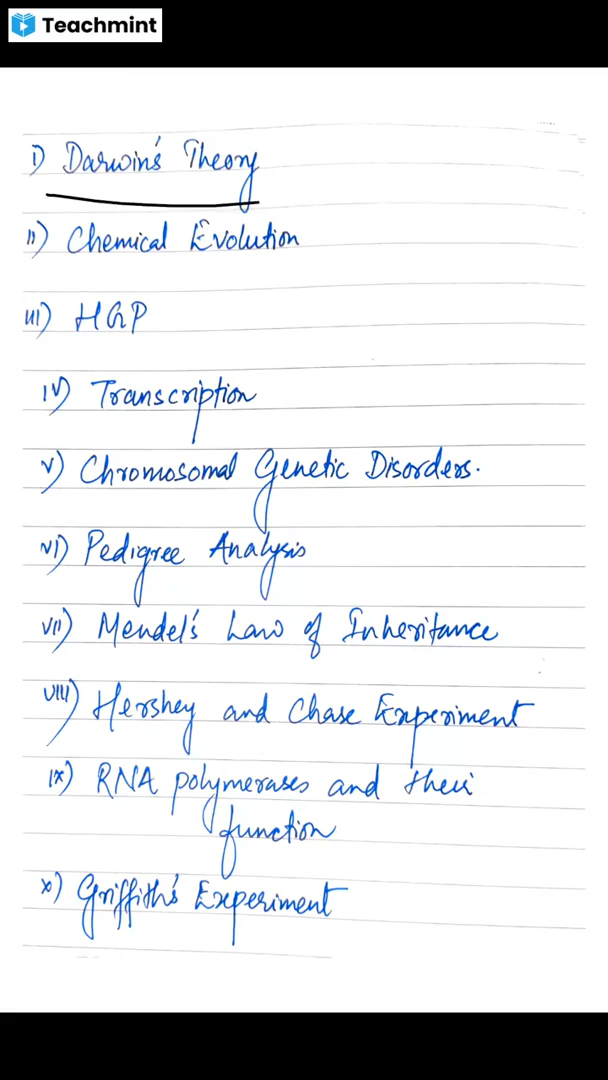 Teachmint
I) Darwin's Theory
II) Chemical Evolution
III) HGP
IV) Transcription
V) Chromosomal Genetic Disorders.
VI) Pedigree Analysis
VII) Mendel's Law of Inheritance
VIII) Hershey and Chase Experiment
IX) RNA polymerases and their
function
X) Griffith's Experiment